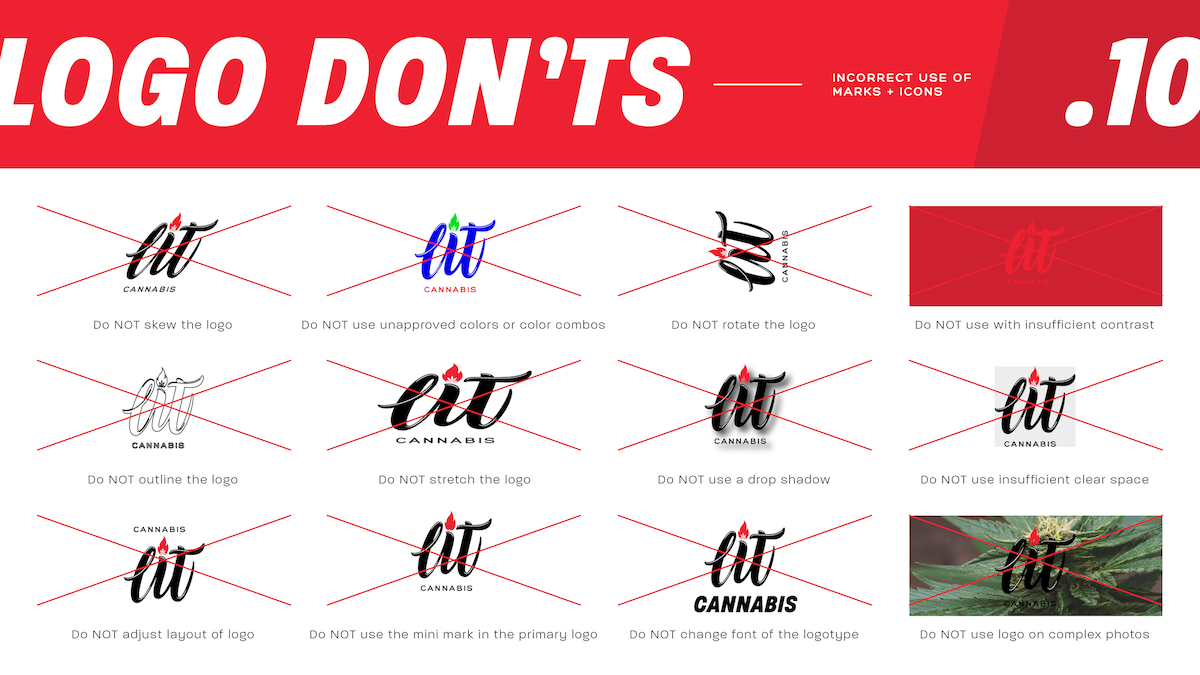 LOGO DON'TS
INCORRECT USE OF
MARKS + ICONS
.10
lit
CANNABIS
Do NOT skew the logo
lit
CANNABIS
Do NOT use unapproved colors or color combos
lit
CANNABIS
Do NOT rotate the logo
lit
CANNABIS
Do NOT use with insufficient contrast
lit
CANNABIS
Do NOT outline the logo
lit
CANNABIS
Do NOT stretch the logo
lit
CANNABIS
Do NOT use a drop shadow
lit
CANNABIS
Do NOT use insufficient clear space
CANNABIS
lit
Do NOT adjust layout of logo
lit
CANNABIS
Do NOT use the mini mark in the primary logo
lit
CANNABIS
Do NOT change font of the logotype
lit
CANNABIS
Do NOT use logo on complex photos